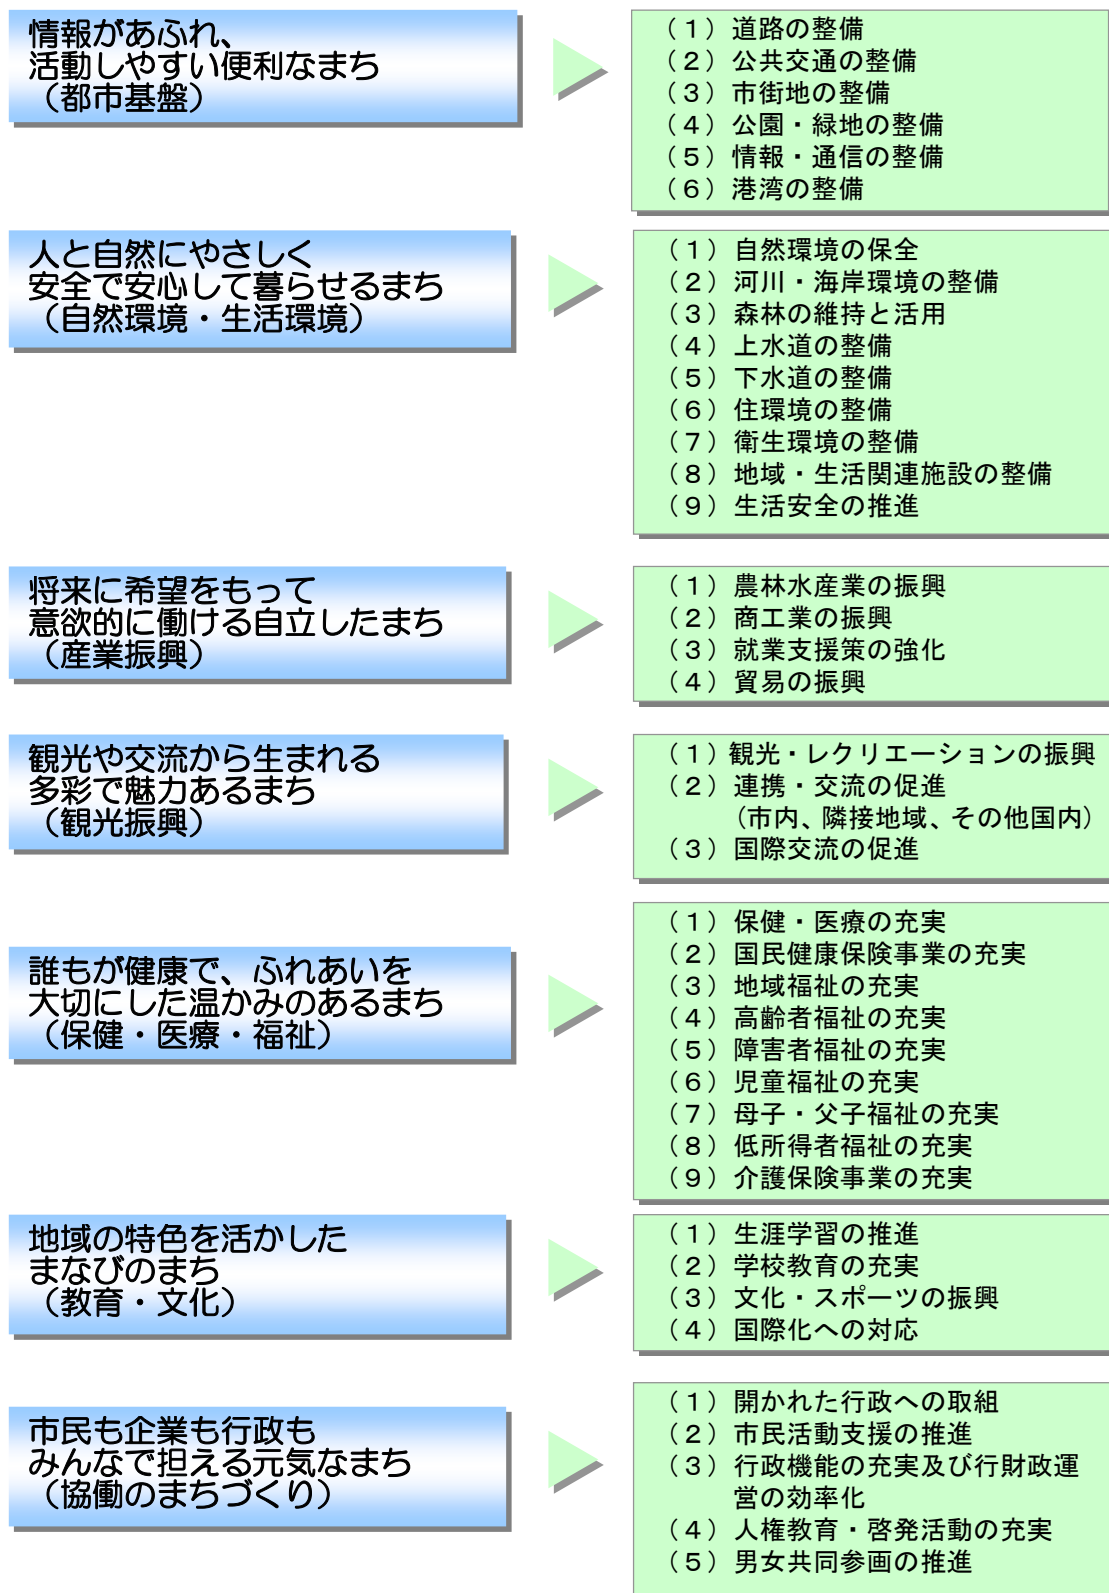 情報があふれ、
活動しやすい便利なまち
（都市基盤）
（１）道路の整備
（２）公共交通の整備
（３）市街地の整備
（４）公園・緑地の整備
（５）情報・通信の整備
（６）港湾の整備
人と自然にやさしく
安全で安心して暮らせるまち
（自然環境・生活環境）
（１）自然環境の保全
（２）河川・海岸環境の整備
（３）森林の維持と活用
（４）上水道の整備
（５）下水道の整備
（６）住環境の整備
（７）衛生環境の整備
（８）地域・生活関連施設の整備
（９）生活安全の推進
将来に希望をもって
意欲的に働ける自立したまち
（産業振興）
（１）農林水産業の振興
（２）商工業の振興
（３）就業支援策の強化
（４）貿易の振興
観光や交流から生まれる
多彩で魅力あるまち
（観光振興）
（１）観光・レクリエーションの振興
（２）連携・交流の促進
（市内、隣接地域、その他国内）
（３）国際交流の促進
誰もが健康で、ふれあいを
大切にした温かみのあるまち
（保健・医療・福祉）
（１）保健・医療の充実
（２）国民健康保険事業の充実
（３）地域福祉の充実
（４）高齢者福祉の充実
（５）障害者福祉の充実
（６）児童福祉の充実
（７）母子・父子福祉の充実
（８）低所得者福祉の充実
（９）介護保険事業の充実
地域の特色を活かした
まなびのまち
（教育・文化）
（１）生涯学習の推進
（２）学校教育の充実
（３）文化・スポーツの振興
（４）国際化への対応
市民も企業も行政も
みんなで担える元気なまち
（協働のまちづくり）
（１）開かれた行政への取組
（２）市民活動支援の推進
（３）行政機能の充実及び行財政運
営の効率化
（４）人権教育・啓発活動の充実
（５）男女共同参画の推進